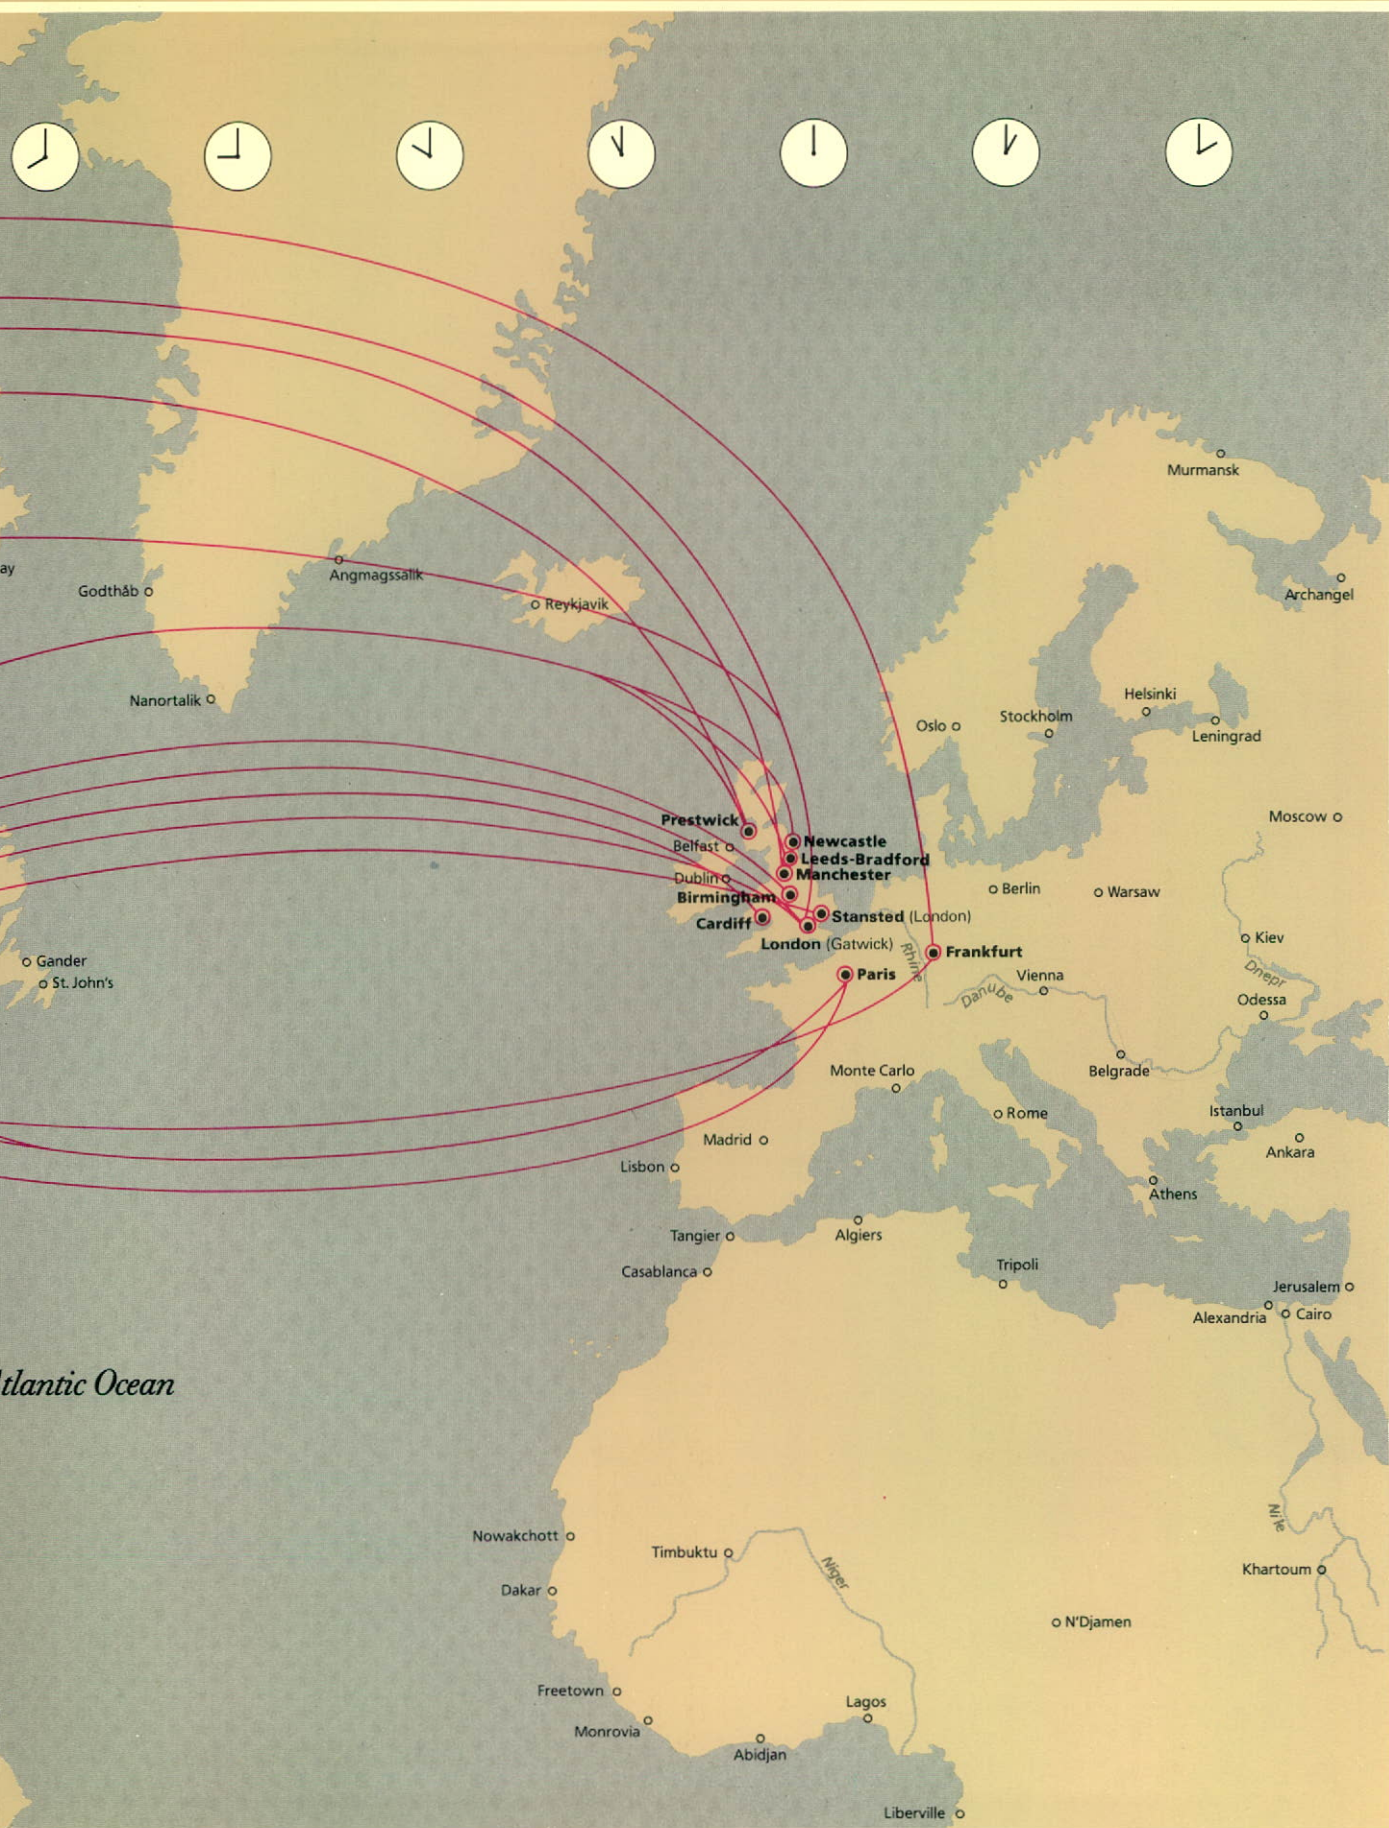 Murmansk
ay
Angmagssalik
Godthåb
Archangel
Reykjavik
Nanortalik
Helsinki
Stockholm
Oslo
Leningrad
Moscow
Prestwick
Newcastle
Belfast
Leeds-Bradford
Manchester
Dublin
Berlin
Warsaw
Birmingham
Stansted (London)
Cardiff
Kiev
London (Gatwick)
Frankfurt
Rhine
Gander
St. John's
Paris
Vienna
Dnepr
Danube
Odessa
Monte Carlo
Belgrade
Rome
Istanbul
Madrid
Ankara
Lisbon
Athens
Tangier
Algiers
Casablanca
Tripoli
Jerusalem
Alexandria
Cairo
tlantic Ocean
Nile
Nowakchott
Timbuktu
Niger
Khartoum
Dakar
N'Djamen
Freetown
Lagos
Monrovia
Abidjan
Liberville